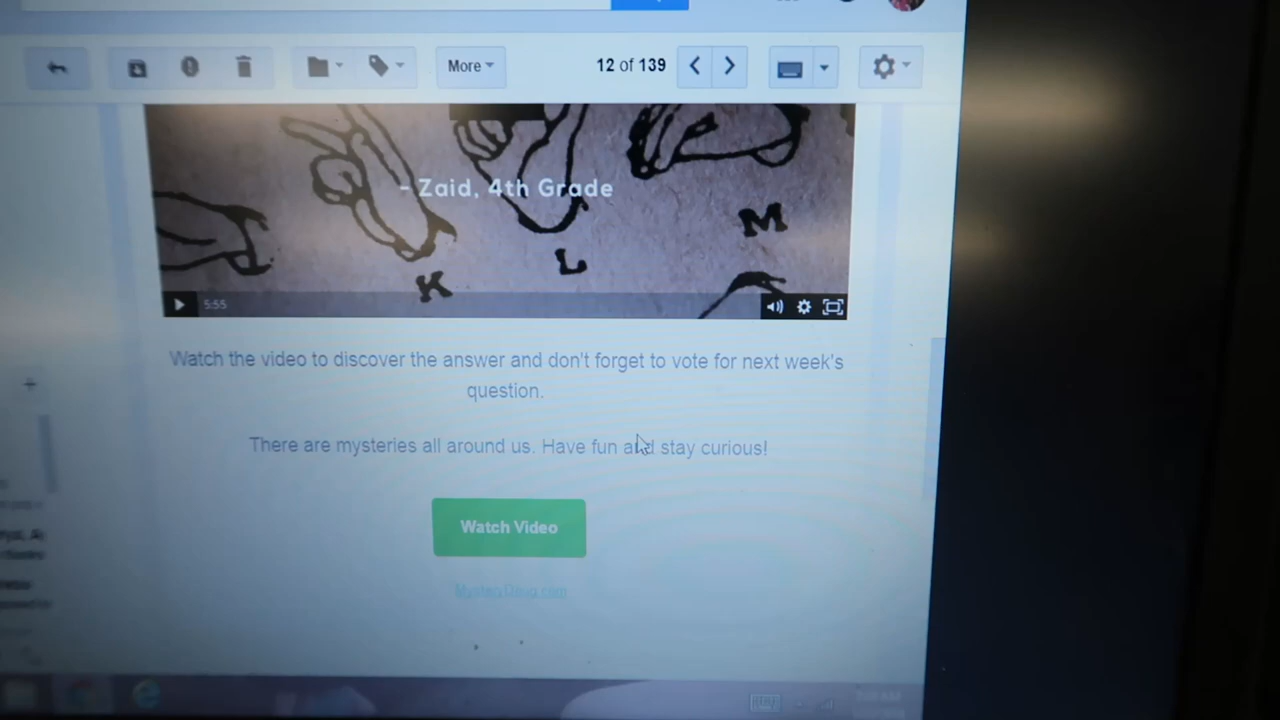 More
12 of 139
- Zaid, 4th Grade
M
L
K
5:55
Watch the video to discover the answer and don't forget to vote for next week's
question.
There are mysteries all around us. Have fun and stay curious!
Watch Video